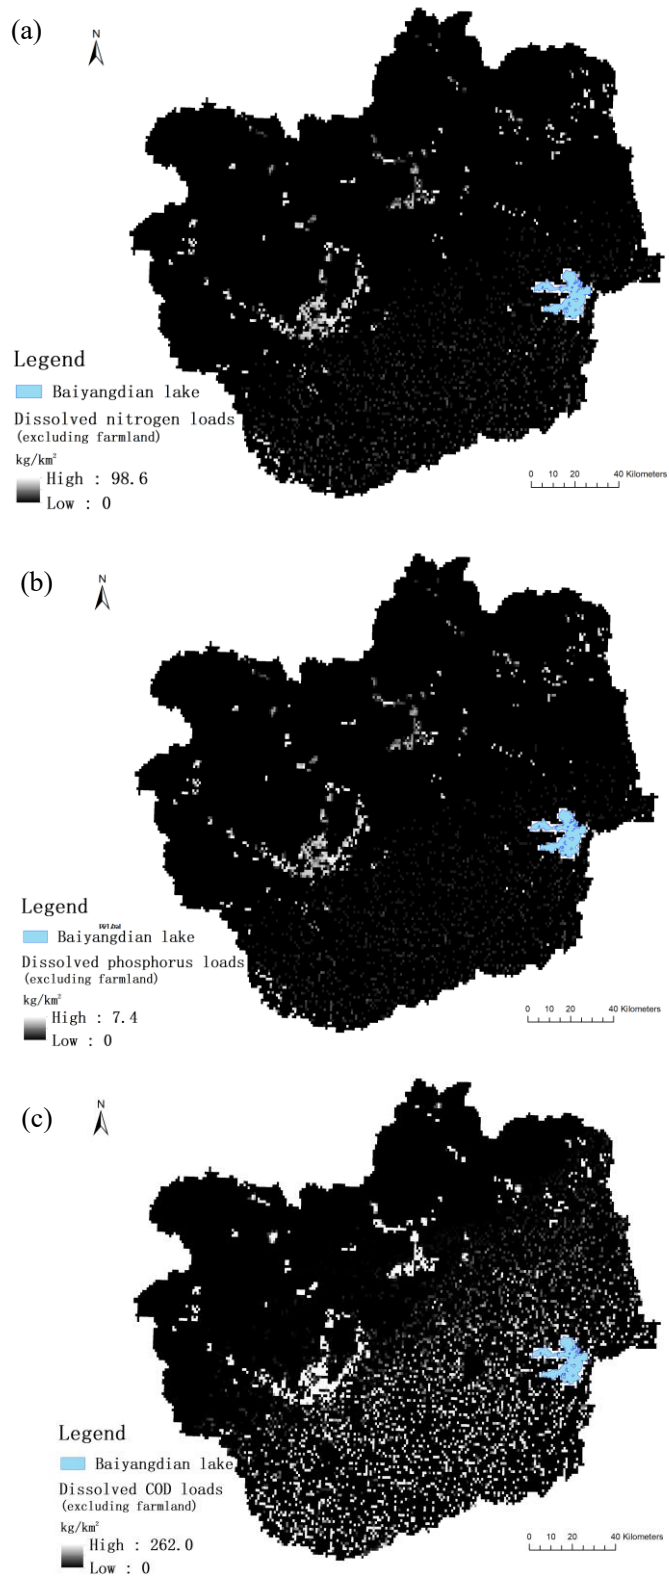 (a)
N
Legend
Baiyangdian lake
Dissolved nitrogen loads
(excluding farmland)
kg/km²
High : 98.6
Low : 0
0 10 20 40 Kilometers
(b)
N
Legend
Baiyangdian lake
Dissolved phosphorus loads
(excluding farmland)
kg/km²
High : 7.4
Low : 0
0 10 20 40 Kilometers
(c)
N
Legend
Baiyangdian lake
Dissolved COD loads
(excluding farmland)
kg/km²
High : 262.0
Low : 0
0 10 20 40 Kilometers